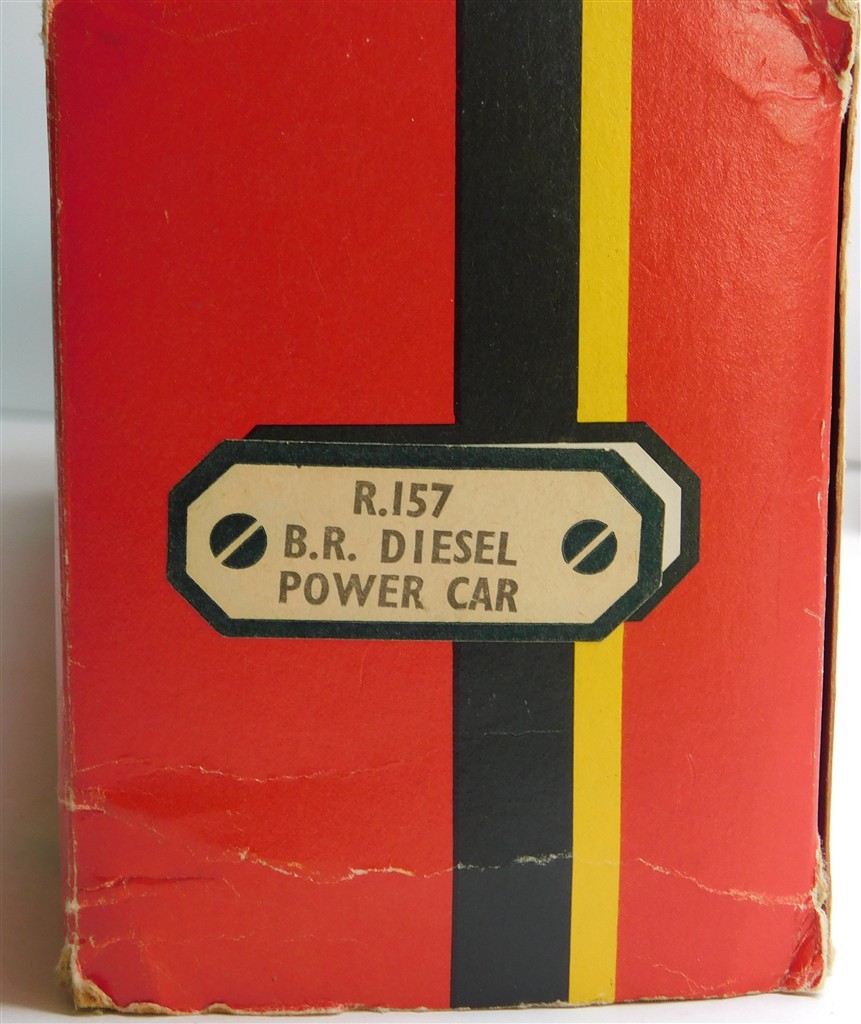 R.157
B.R. DIESEL
POWER CAR